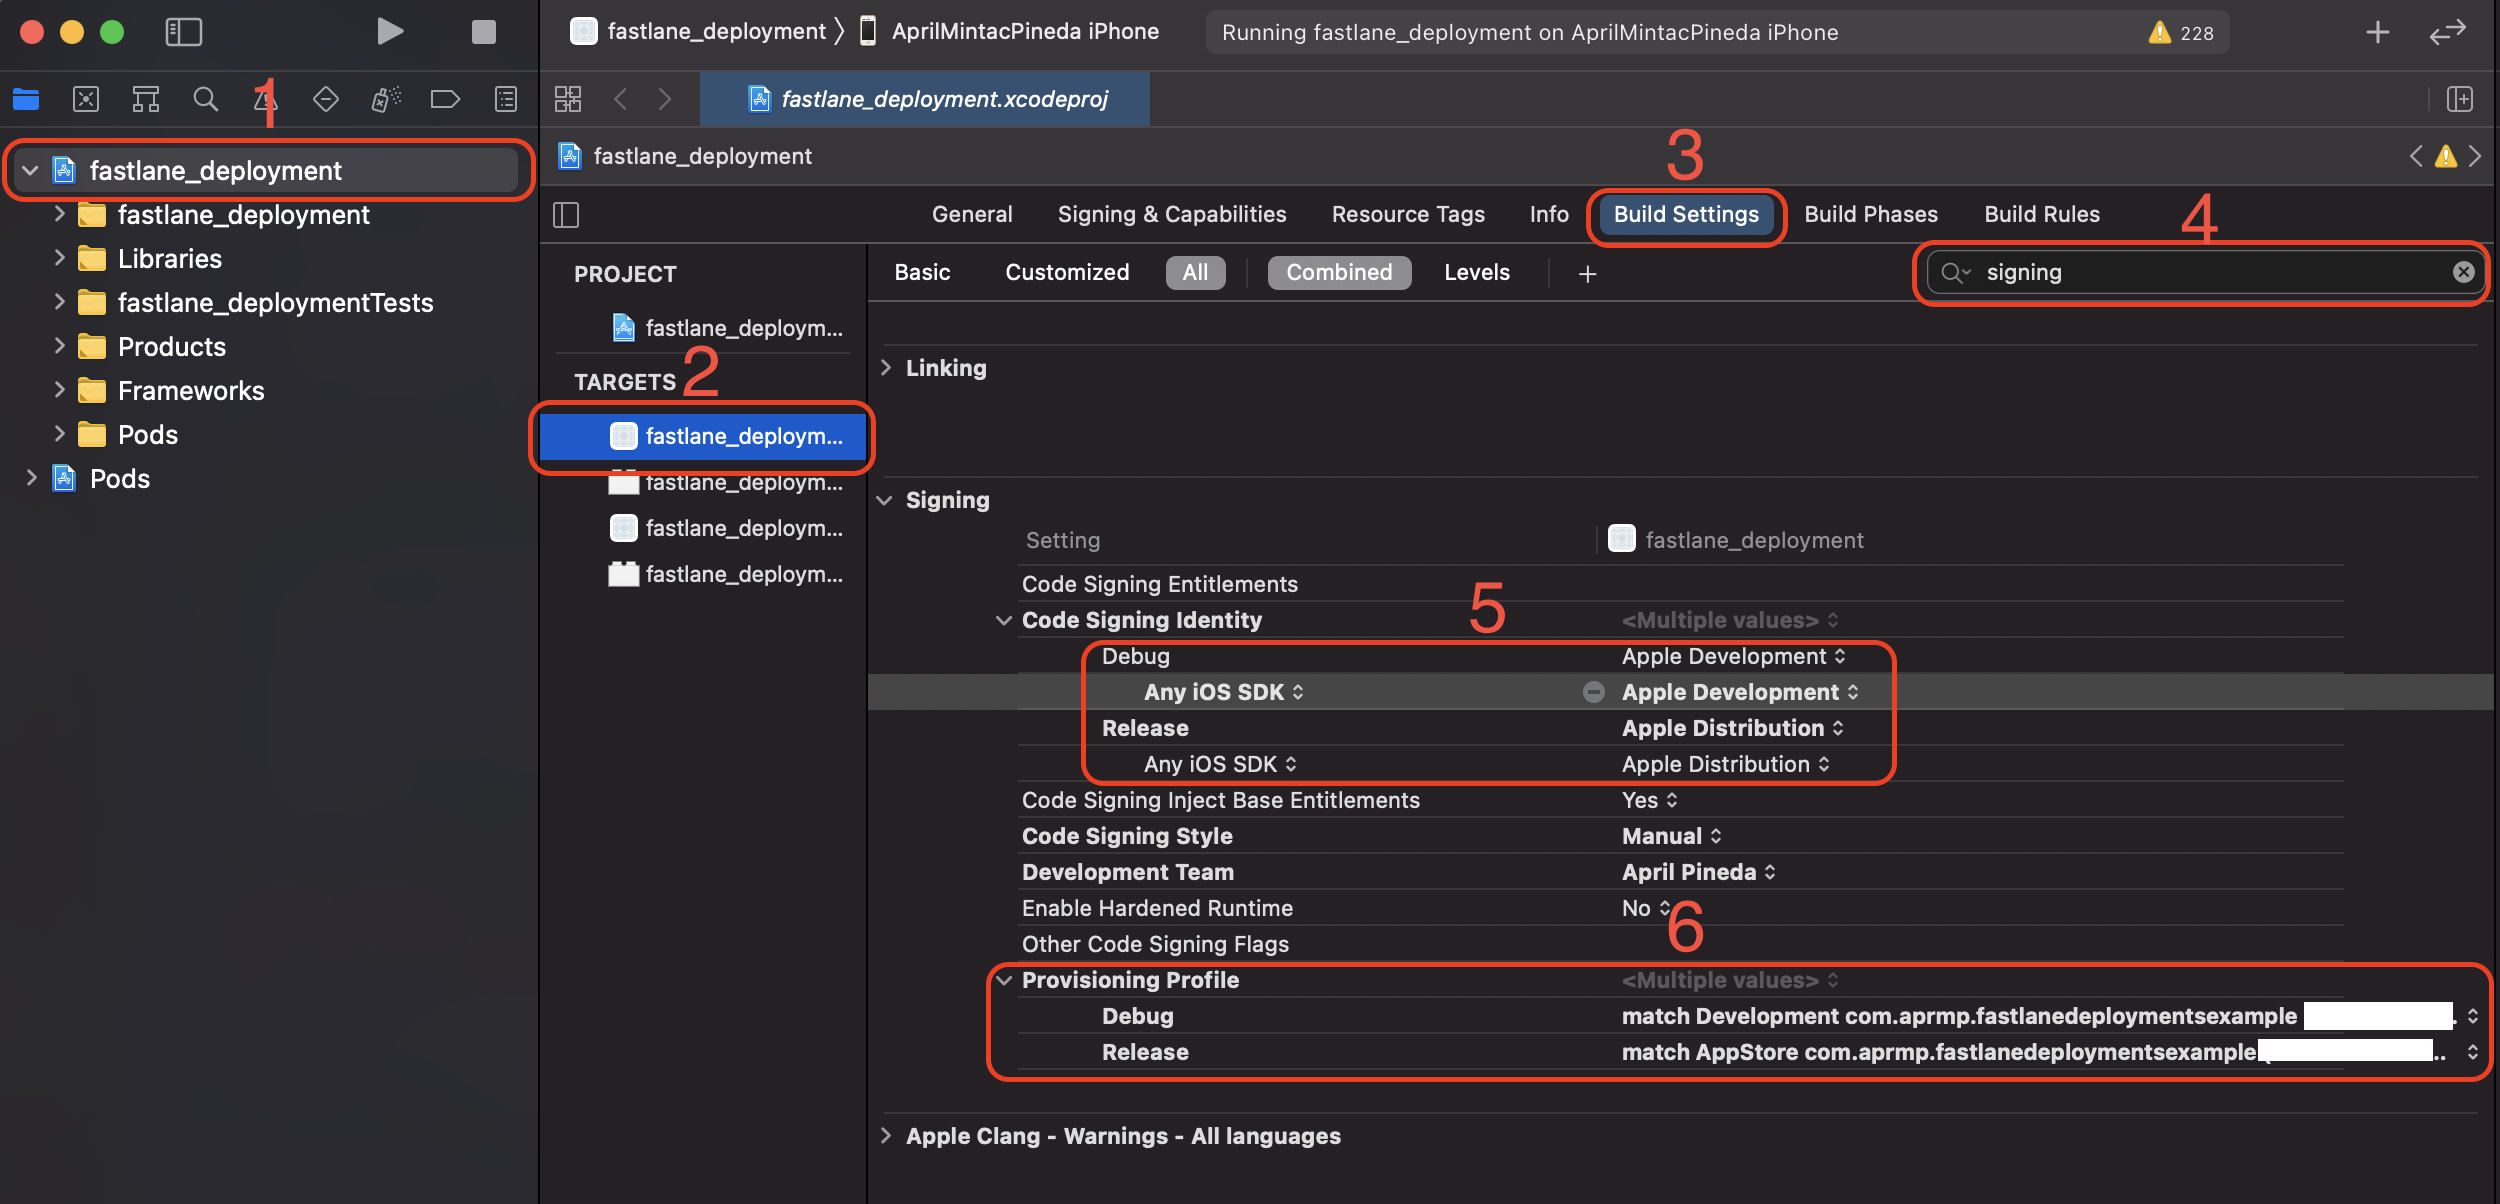 fastlane_deployment 〉 AprilMintacPineda iPhone
Running fastlane_deployment on AprilMintacPineda iPhone 228
1
fastlane_deployment.xcodeproj
fastlane_deployment
fastlane_deployment
fastlane_deployment
Libraries
fastlane_deploymentTests
Products
Frameworks
Pods
Pods
3
General Signing & Capabilities Resource Tags Info Build Settings Build Phases Build Rules
4
PROJECT
fastlane_deploym...
TARGETS
2
fastlane_deploym...
fastlane_deploym...
fastlane_deploym...
fastlane_deploym...
Basic Customized All Combined Levels +
signing
Linking
Signing
Setting fastlane_deployment
Code Signing Entitlements
5
Code Signing Identity <Multiple values>
Debug Apple Development
Any iOS SDK Apple Development
Release Apple Distribution
Any iOS SDK Apple Distribution
Code Signing Inject Base Entitlements Yes
Code Signing Style Manual
Development Team April Pineda
Enable Hardened Runtime No
6
Other Code Signing Flags
Provisioning Profile <Multiple values>
Debug match Development com.aprmp.fastlanedeploymentsexample .
Release match AppStore com.aprmp.fastlanedeploymentsexample ..
Apple Clang - Warnings - All languages